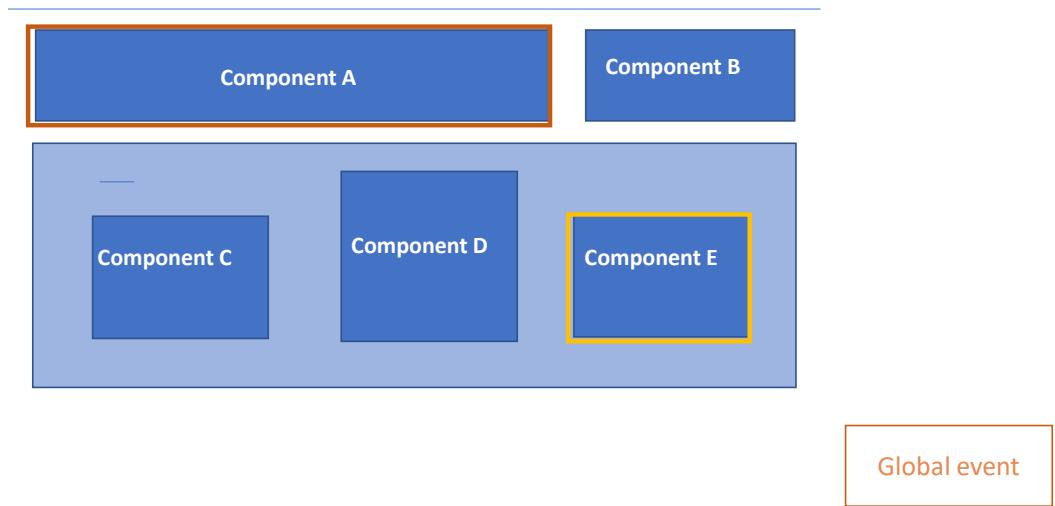 Component A
Component B
Component C
Component D
Component E
Global event